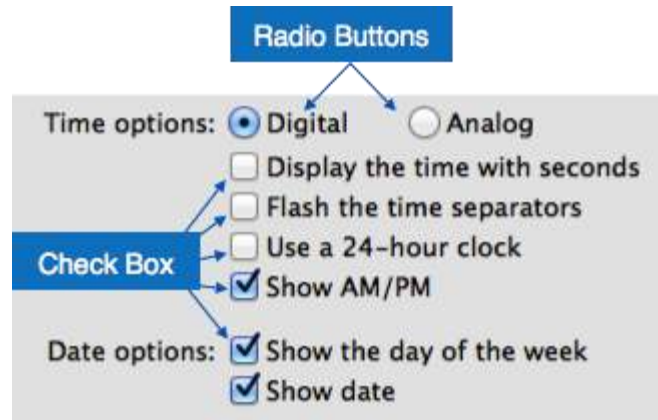 Radio Buttons
Time options: Digital Analog
Display the time with seconds
Flash the time separators
Use a 24-hour clock
Check Box
Show AM/PM
Date options: Show the day of the week
Show date